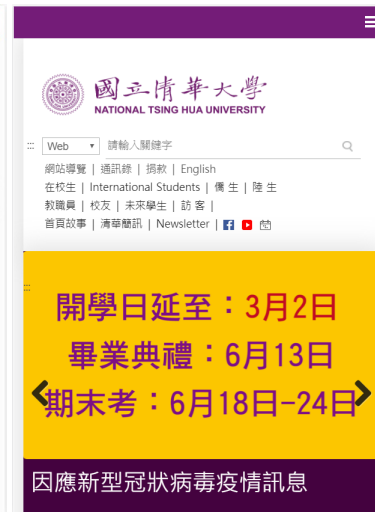 國立清華大學
NATIONAL TSING HUA UNIVERSITY
::: Web 請輸入關鍵字
網站導覽 | 通訊錄 | 捐款 | English
在校生 | International Students | 僑 生 | 陸 生
教職員 | 校友 | 未來學生 | 訪 客 |
首頁故事 | 清華簡訊 | Newsletter |
:::
開學日延至：3月2日
畢業典禮：6月13日
期末考：6月18日-24日
因應新型冠狀病毒疫情訊息